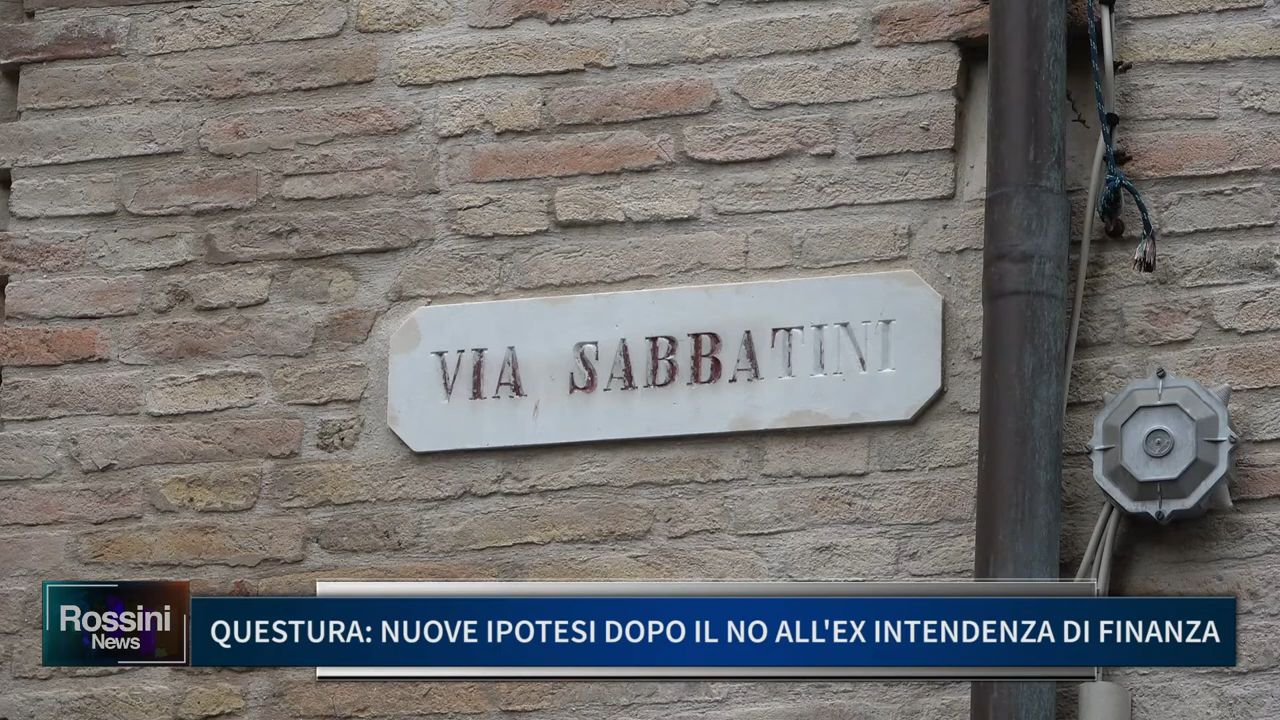 VIA SABBATINI
Rossini
News
QUESTURA: NUOVE IPOTESI DOPO IL NO ALL'EX INTENDENZA DI FINANZA